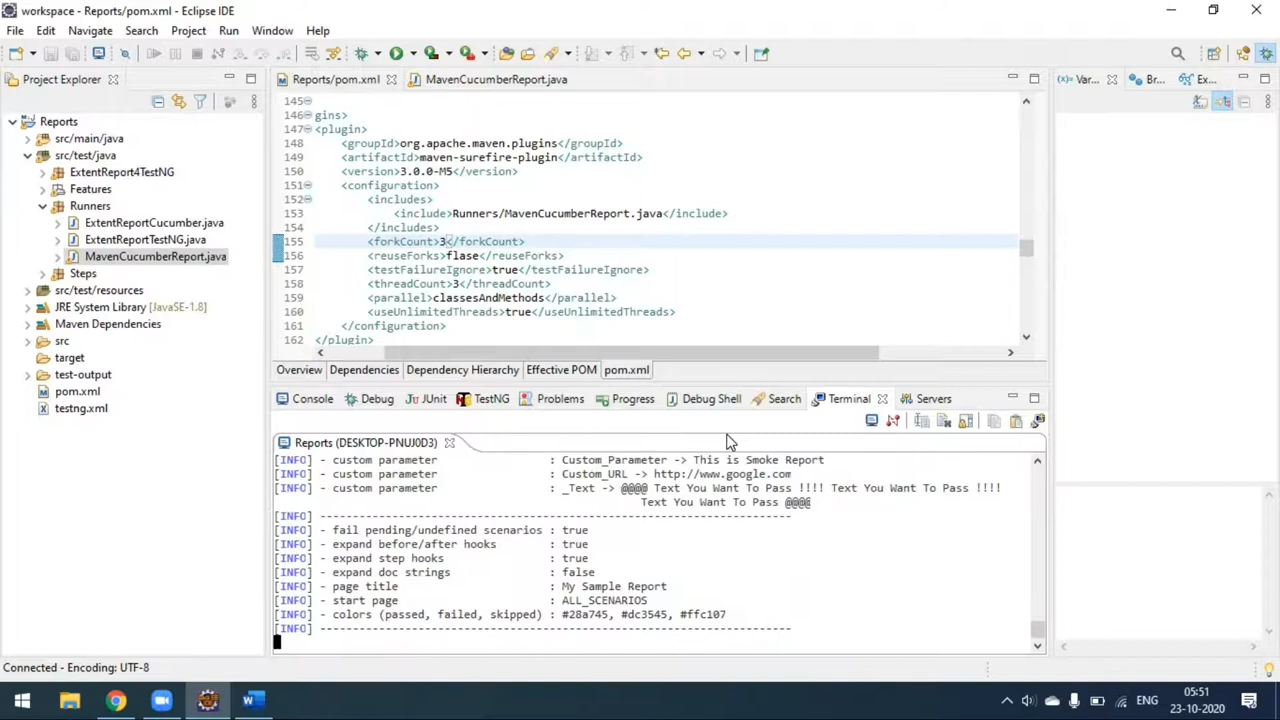 workspace - Reports/pom.xml - Eclipse IDE
File Edit Navigate Search Project Run Window Help
Project Explorer
Reports
src/main/java
src/test/java
ExtentReport4TestNG
Features
Runners
ExtentReportCucumber.java
ExtentReportTestNG.java
MavenCucumberReport.java
Steps
src/test/resources
JRE System Library [JavaSE-1.8]
Maven Dependencies
src
target
test-output
pom.xml
testng.xml
Reports/pom.xml MavenCucumberReport.java
145
146 gins>
147 <plugin>
148 <groupId>org.apache.maven.plugins</groupId>
149 <artifactId>maven-surefire-plugin</artifactId>
150 <version>3.0.0-M5</version>
151 <configuration>
152 <includes>
153 <include>Runners/MavenCucumberReport.java</include>
154 </includes>
155 <forkCount>3</forkCount>
156 <reuseForks>flase</reuseForks>
157 <testFailureIgnore>true</testFailureIgnore>
158 <threadCount>3</threadCount>
159 <parallel>classesAndMethods</parallel>
160 <useUnlimitedThreads>true</useUnlimitedThreads>
161 </configuration>
162 </plugin>
Overview Dependencies Dependency Hierarchy Effective POM pom.xml
(x)= Var... Br... Ex...
Console Debug JUnit TestNG Problems Progress Debug Shell Search Terminal Servers
Reports (DESKTOP-PNUJ0D3)
[INFO] - custom parameter : Custom_Parameter -> This is Smoke Report
[INFO] - custom parameter : Custom_URL -> http://www.google.com
[INFO] - custom parameter : _Text -> @@@@ Text You Want To Pass !!!! Text You Want To Pass !!!!
Text You Want To Pass @@@@
[INFO] ------------------------------------------------------------------------
[INFO] - fail pending/undefined scenarios : true
[INFO] - expand before/after hooks : true
[INFO] - expand step hooks : true
[INFO] - expand doc strings : false
[INFO] - page title : My Sample Report
[INFO] - start page : ALL_SCENARIOS
[INFO] - colors (passed, failed, skipped) : #28a745, #dc3545, #ffc107
[INFO] ------------------------------------------------------------------------
Connected - Encoding: UTF-8
ENG
05:51
23-10-2020